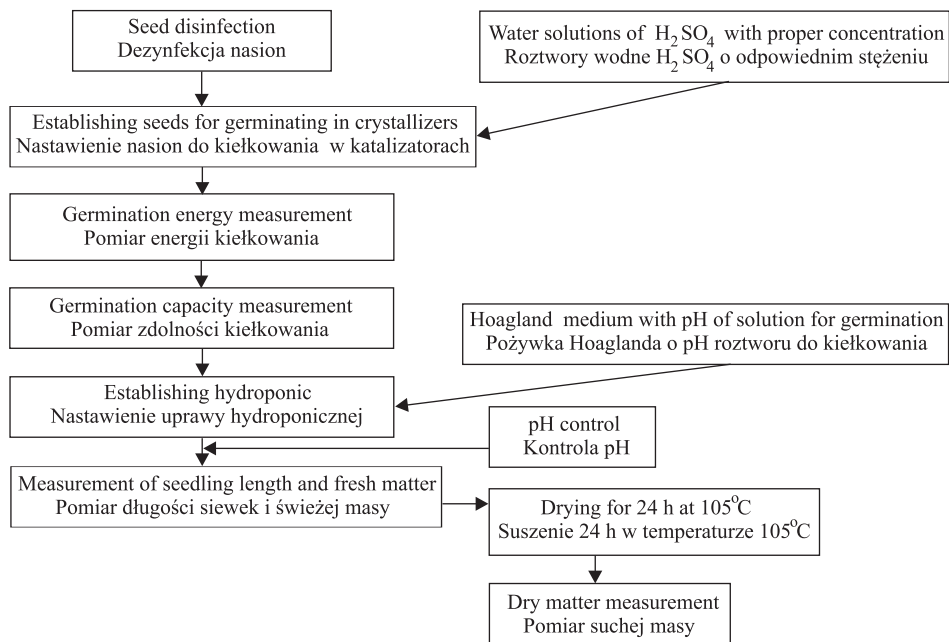 Seed disinfection
Dezynfekcja nasion
Water solutions of H₂SO₄ with proper concentration
Roztwory wodne H₂SO₄ o odpowiednim stężeniu
Establishing seeds for germinating in crystallizers
Nastawienie nasion do kiełkowania w katalizatorach
Germination energy measurement
Pomiar energii kiełkowania
Germination capacity measurement
Pomiar zdolności kiełkowania
Hoagland medium with pH of solution for germination
Pożywka Hoaglanda o pH roztworu do kiełkowania
Establishing hydroponic
Nastawienie uprawy hydroponicznej
pH control
Kontrola pH
Measurement of seedling length and fresh matter
Pomiar długości siewek i świeżej masy
Drying for 24 h at 105°C
Suszenie 24 h w temperaturze 105°C
Dry matter measurement
Pomiar suchej masy